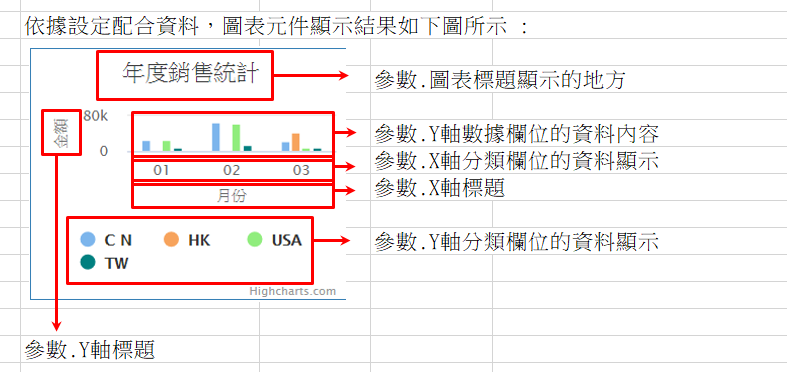 依據設定配合資料，圖表元件顯示結果如下圖所示 :
年度銷售統計
參數.圖表標題顯示的地方
80k
金額
0
參數.Y軸數據欄位的資料內容
01 02 03
參數.X軸分類欄位的資料顯示
月份
參數.X軸標題
C N HK USA
參數.Y軸分類欄位的資料顯示
TW
Highcharts.com
參數.Y軸標題